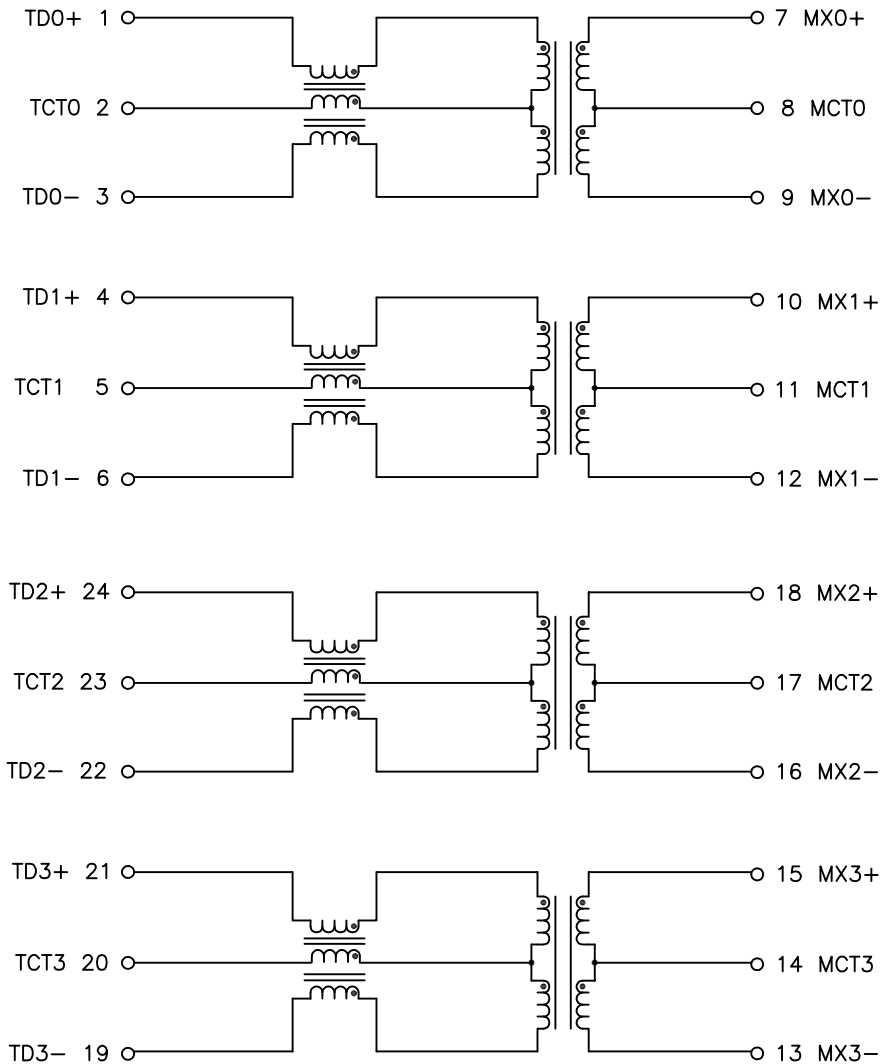 TD0+ 1 7 MX0+
TCT0 2 8 MCT0
TD0- 3 9 MX0-
TD1+ 4 10 MX1+
TCT1 5 11 MCT1
TD1- 6 12 MX1-
TD2+ 24 18 MX2+
TCT2 23 17 MCT2
TD2- 22 16 MX2-
TD3+ 21 15 MX3+
TCT3 20 14 MCT3
TD3- 19 13 MX3-